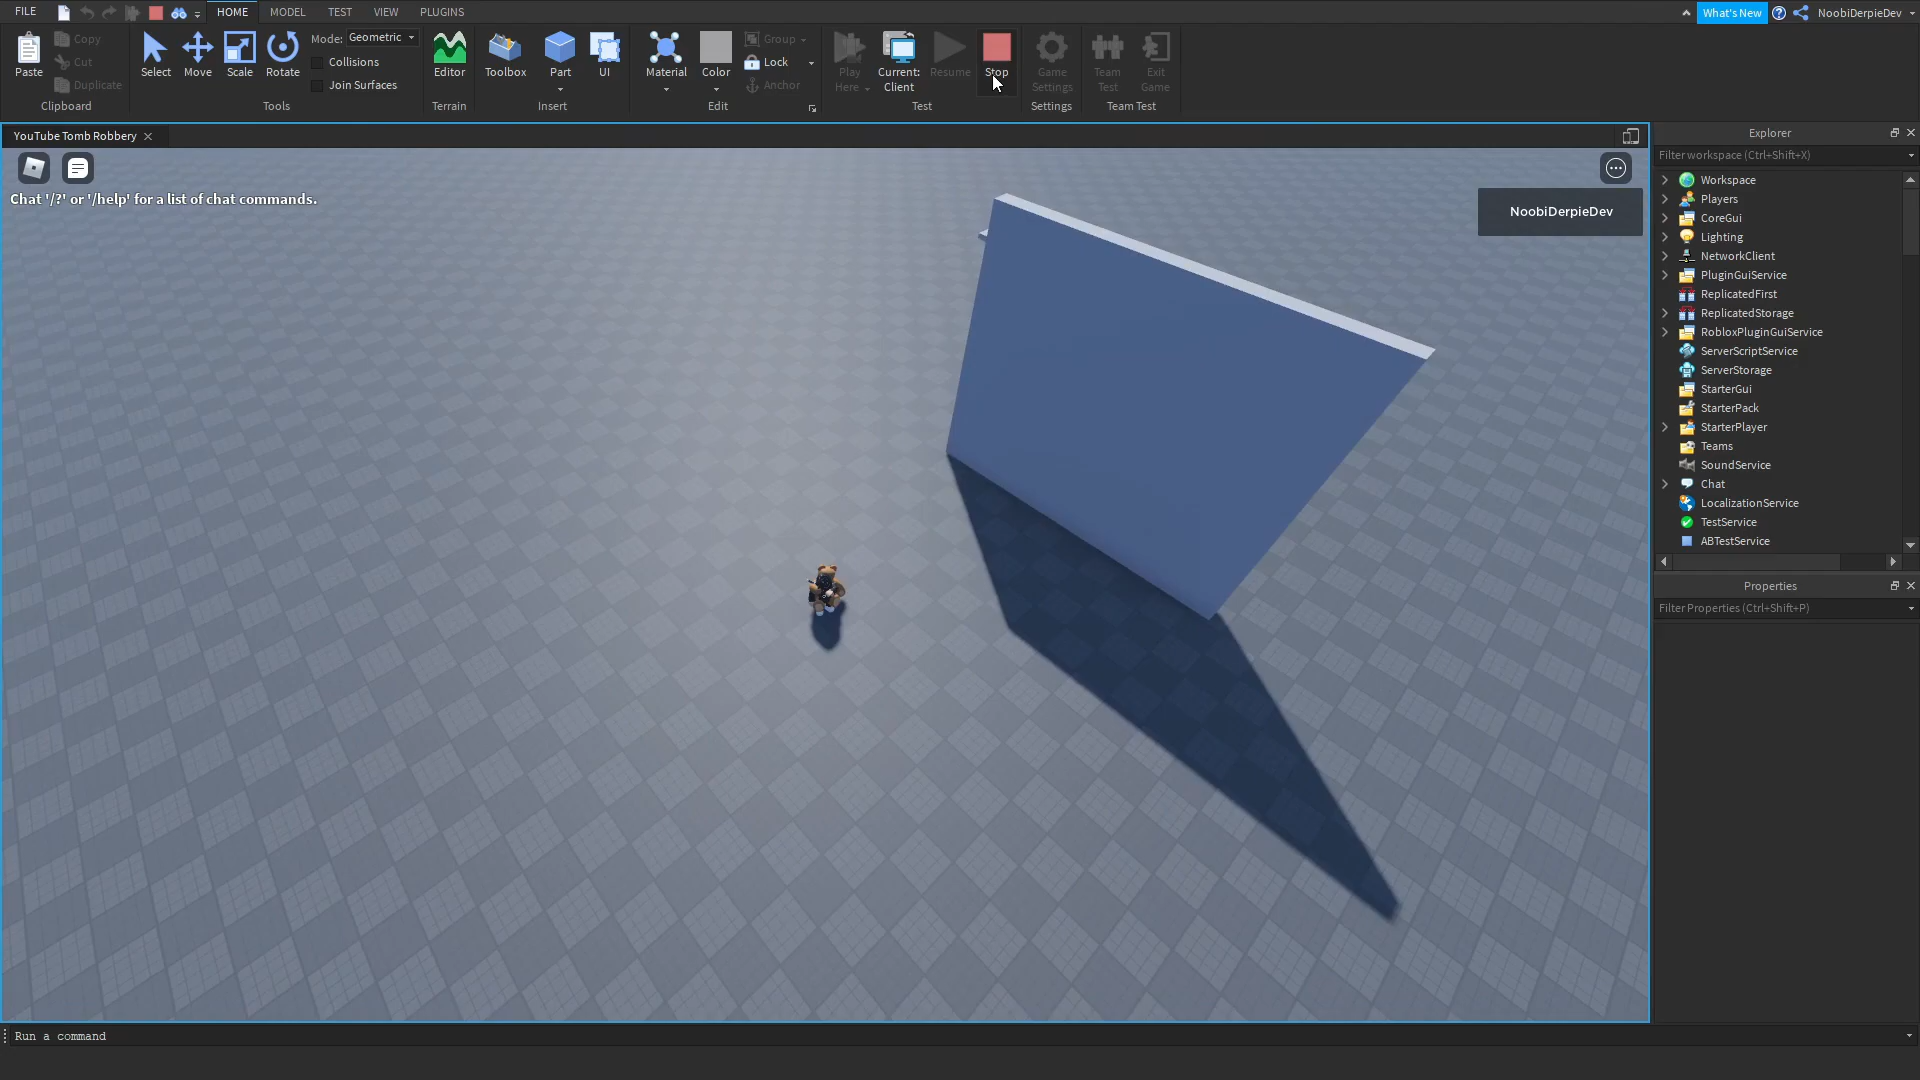 FILE
HOME
MODEL
TEST
VIEW
PLUGINS
What's New
NoobiDerpieDev
Paste
Copy
Cut
Duplicate
Clipboard
Select
Move
Scale
Rotate
Mode:
Geometric
Collisions
Join Surfaces
Tools
Editor
Terrain
Toolbox
Part
UI
Insert
Material
Color
Group
Lock
Anchor
Edit
Play
Here
Current:
Client
Resume
Stop
Test
Game
Settings
Settings
Team
Test
Exit
Game
Team Test
YouTube Tomb Robbery
Chat '/?' or '/help' for a list of chat commands.
NoobiDerpieDev
Explorer
Filter workspace (Ctrl+Shift+X)
Workspace
Players
CoreGui
Lighting
NetworkClient
PluginGuiService
ReplicatedFirst
ReplicatedStorage
RobloxPluginGuiService
ServerScriptService
ServerStorage
StarterGui
StarterPack
StarterPlayer
Teams
SoundService
Chat
LocalizationService
TestService
ABTestService
Properties
Filter Properties (Ctrl+Shift+P)
Run a command